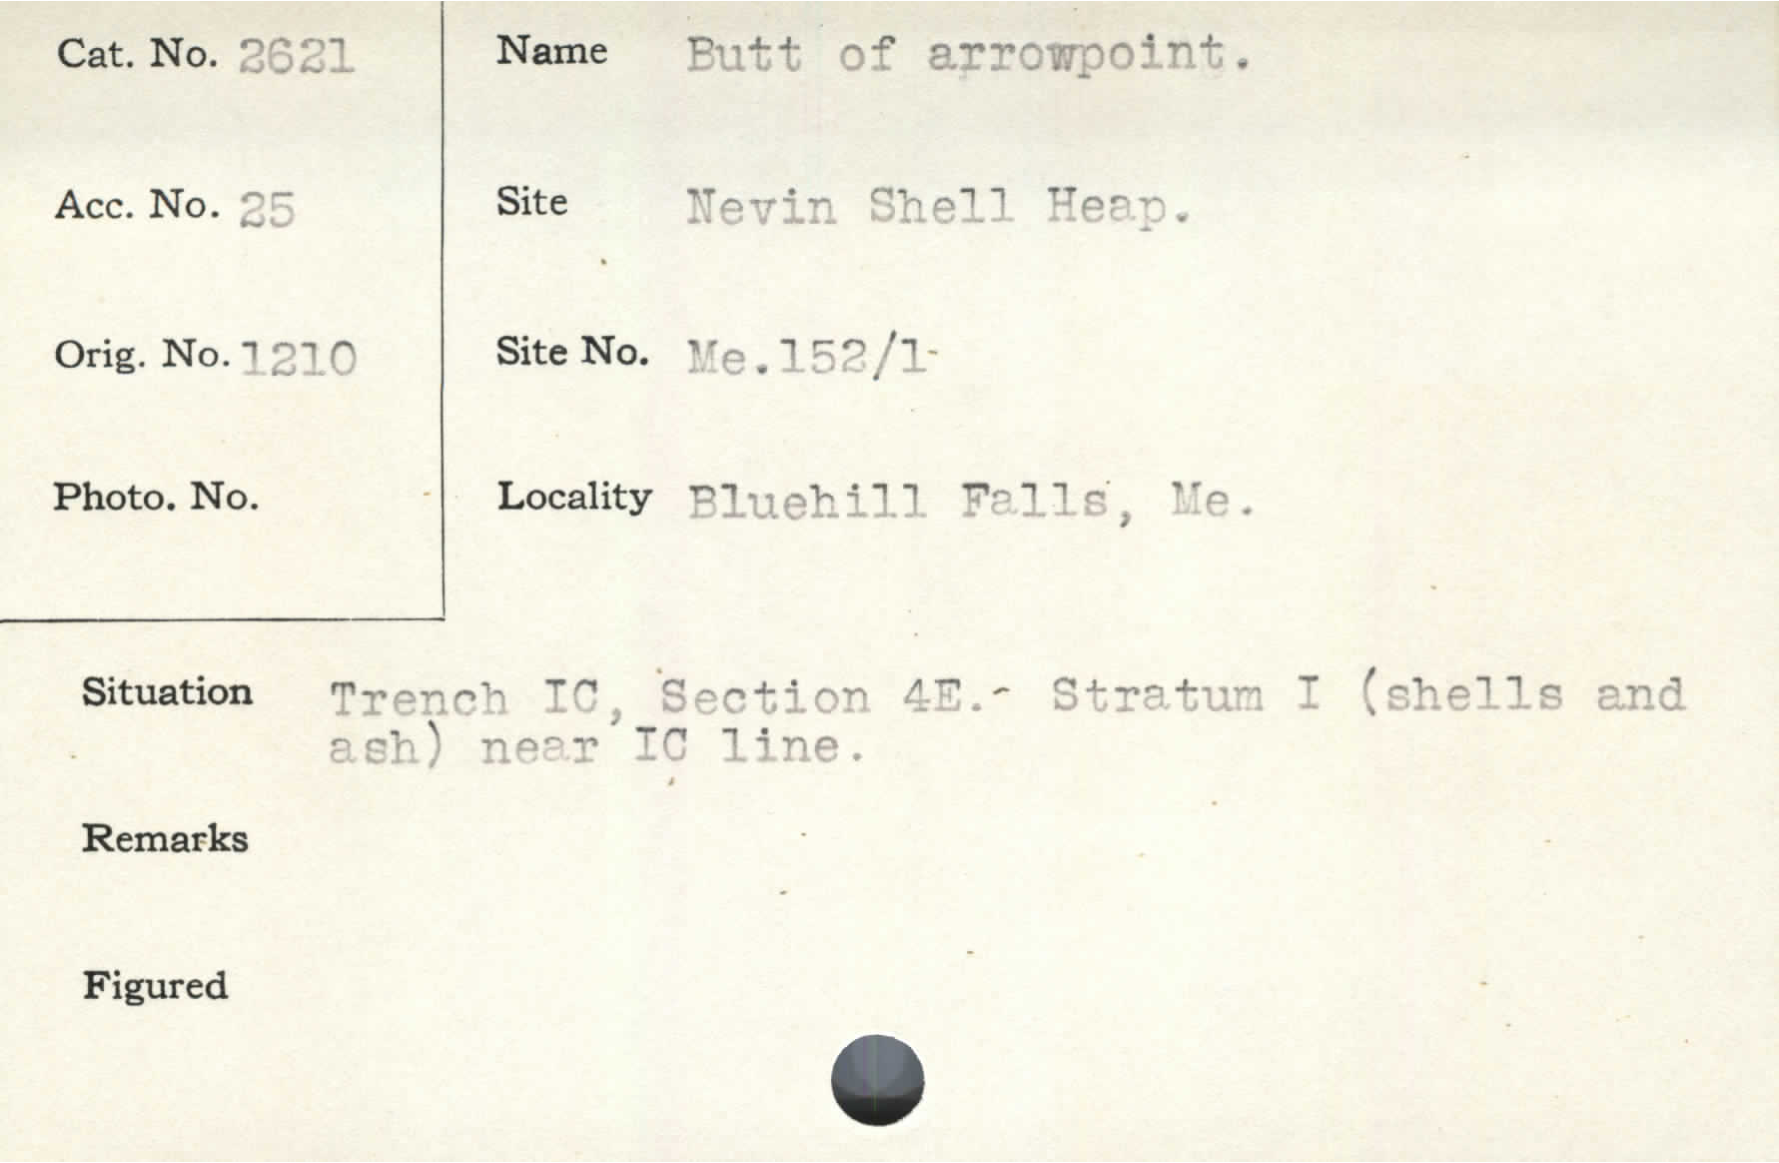 Cat. No. 2621
Name Butt of arrowpoint.
Acc. No. 25
Site Nevin Shell Heap.
Orig. No. 1210
Site No. Me.152/1
Photo. No.
Locality Bluehill Falls, Me.
Situation Trench IC, Section 4E.- Stratum I (shells and
ash) near IC line.
Remarks
Figured